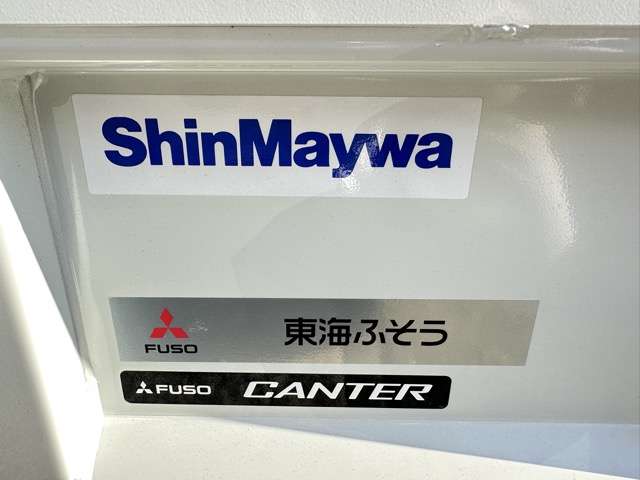 ShinMaywa
FUSO 東海ふそう
FUSO CANTER